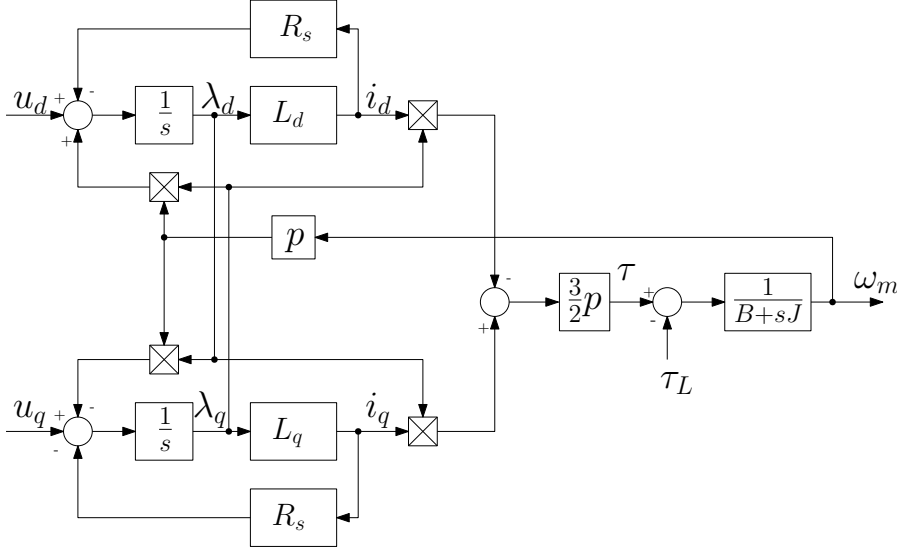 R_s
u_d + - + 1/s λ_d L_d i_d
p
- + 3/2 p τ + - 1/(B+sJ) ω_m
τ_L
u_q + - - 1/s λ_q L_q i_q
R_s